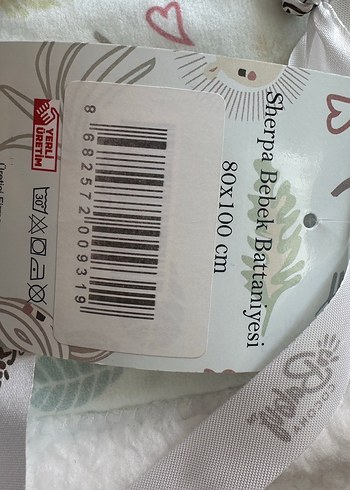 Sherpa Bebek Battaniyesi
80x100 cm
YERLİ
ÜRETİM
30°
8 682572 009319